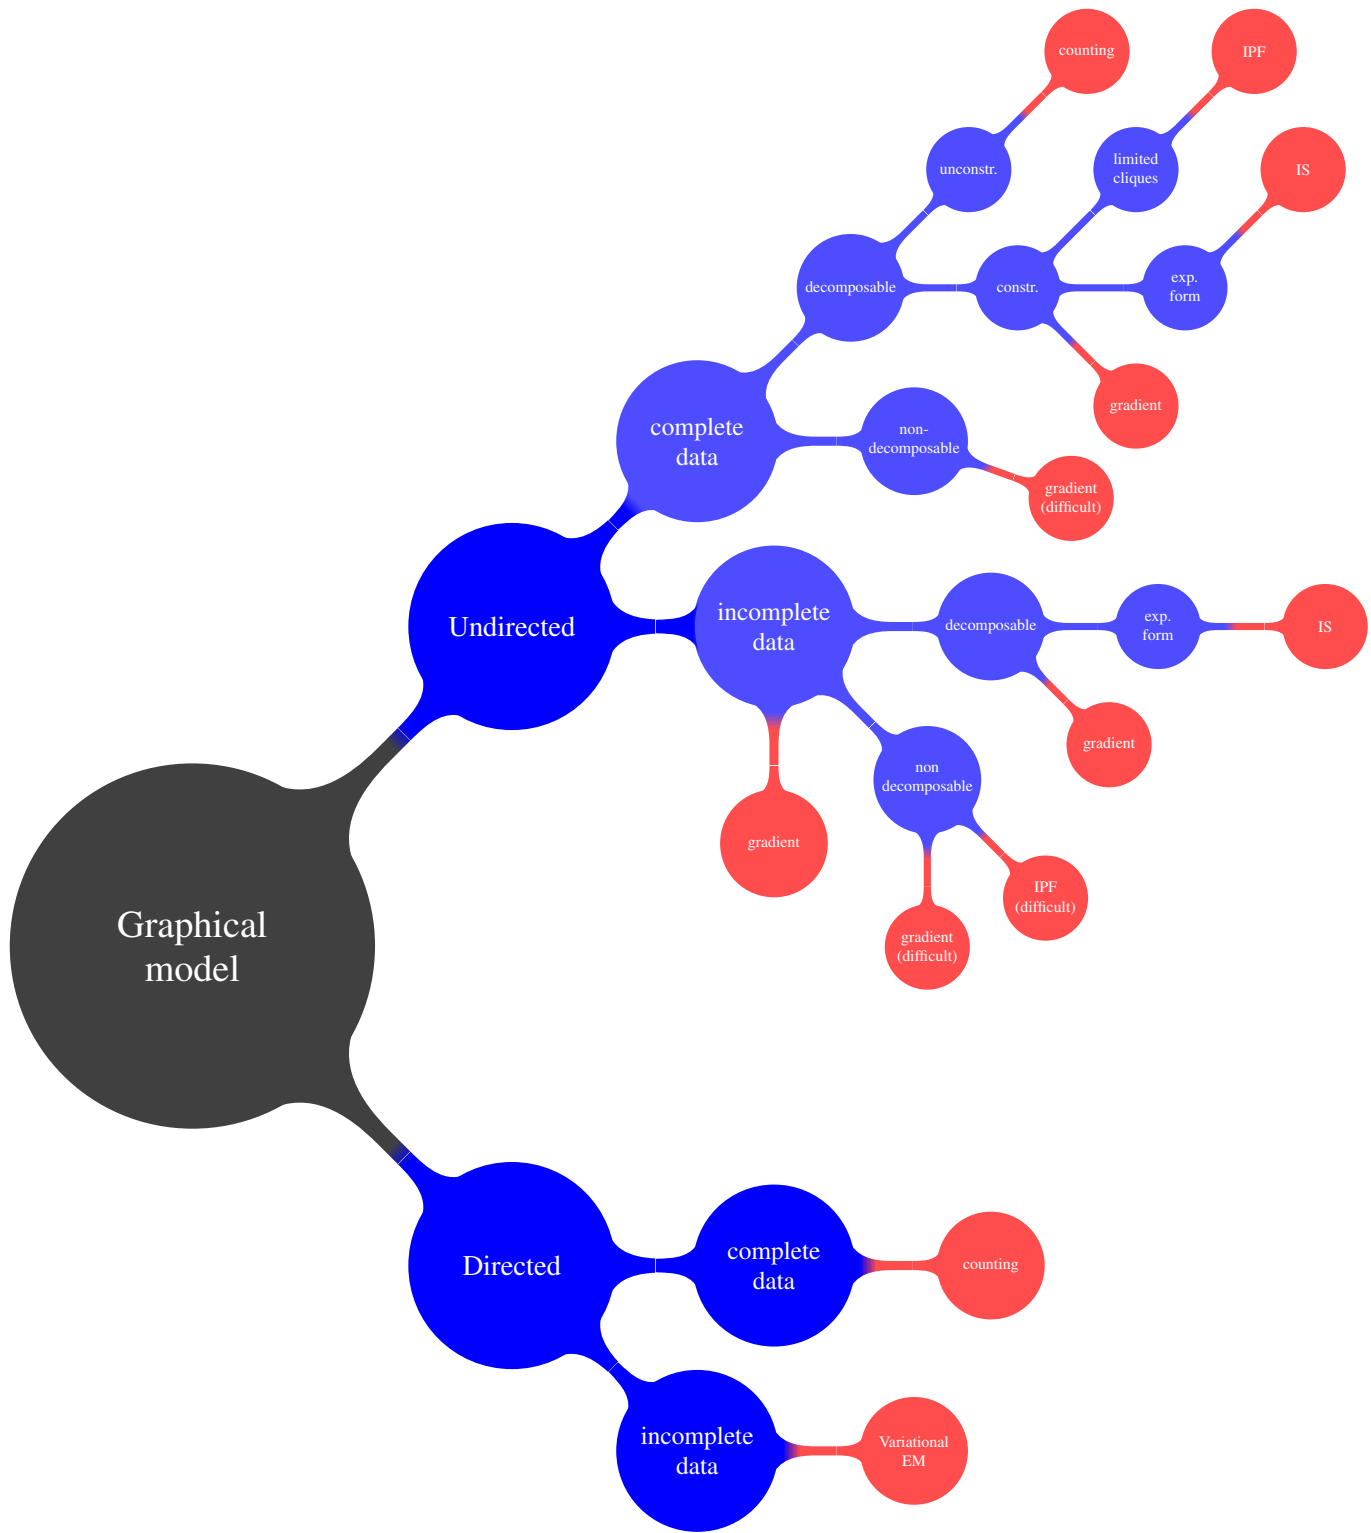 counting
IPF
unconstr.
limited
cliques
IS
decomposable
constr.
exp.
form
gradient
complete
data
non-
decomposable
gradient
(difficult)
Undirected
incomplete
data
decomposable
exp.
form
IS
gradient
non
decomposable
gradient
IPF
(difficult)
gradient
(difficult)
Graphical
model
Directed
complete
data
counting
incomplete
data
Variational
EM